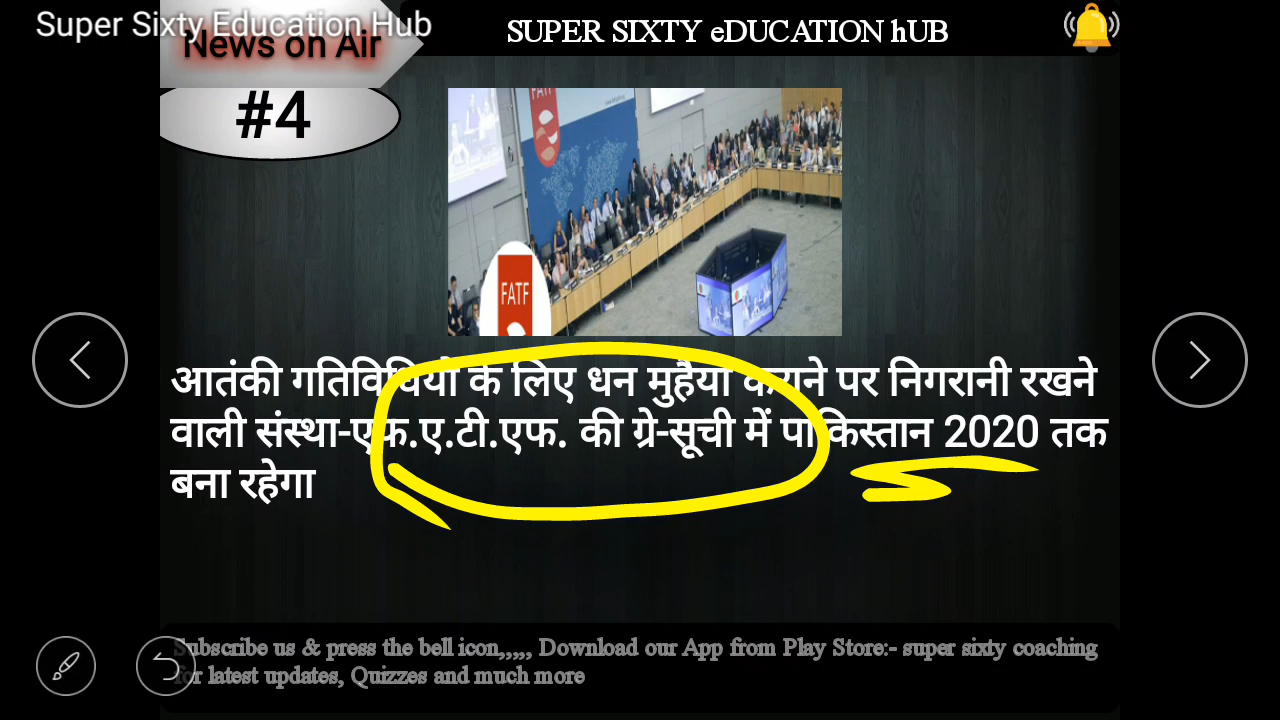 Super Sixty Education Hub
SUPER SIXTY eDUCATION hUB
News on Air
#4
FATF
FATF
आतंकी गतिविधियों के लिए धन मुहैया कराने पर निगरानी रखने
वाली संस्था-एफ.ए.टी.एफ. की ग्रे-सूची में पाकिस्तान 2020 तक
बना रहेगा
Subscribe us & press the bell icon,,,,, Download our App from Play Store:- super sixty coaching
for latest updates, Quizzes and much more